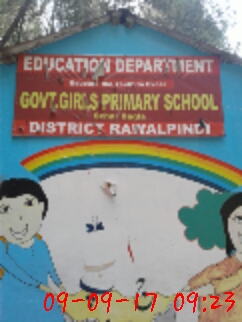 EDUCATION DEPARTMENT
GOVT.GIRLS PRIMARY SCHOOL
DISTRICT RAWALPINDI
09-09-17 09:23